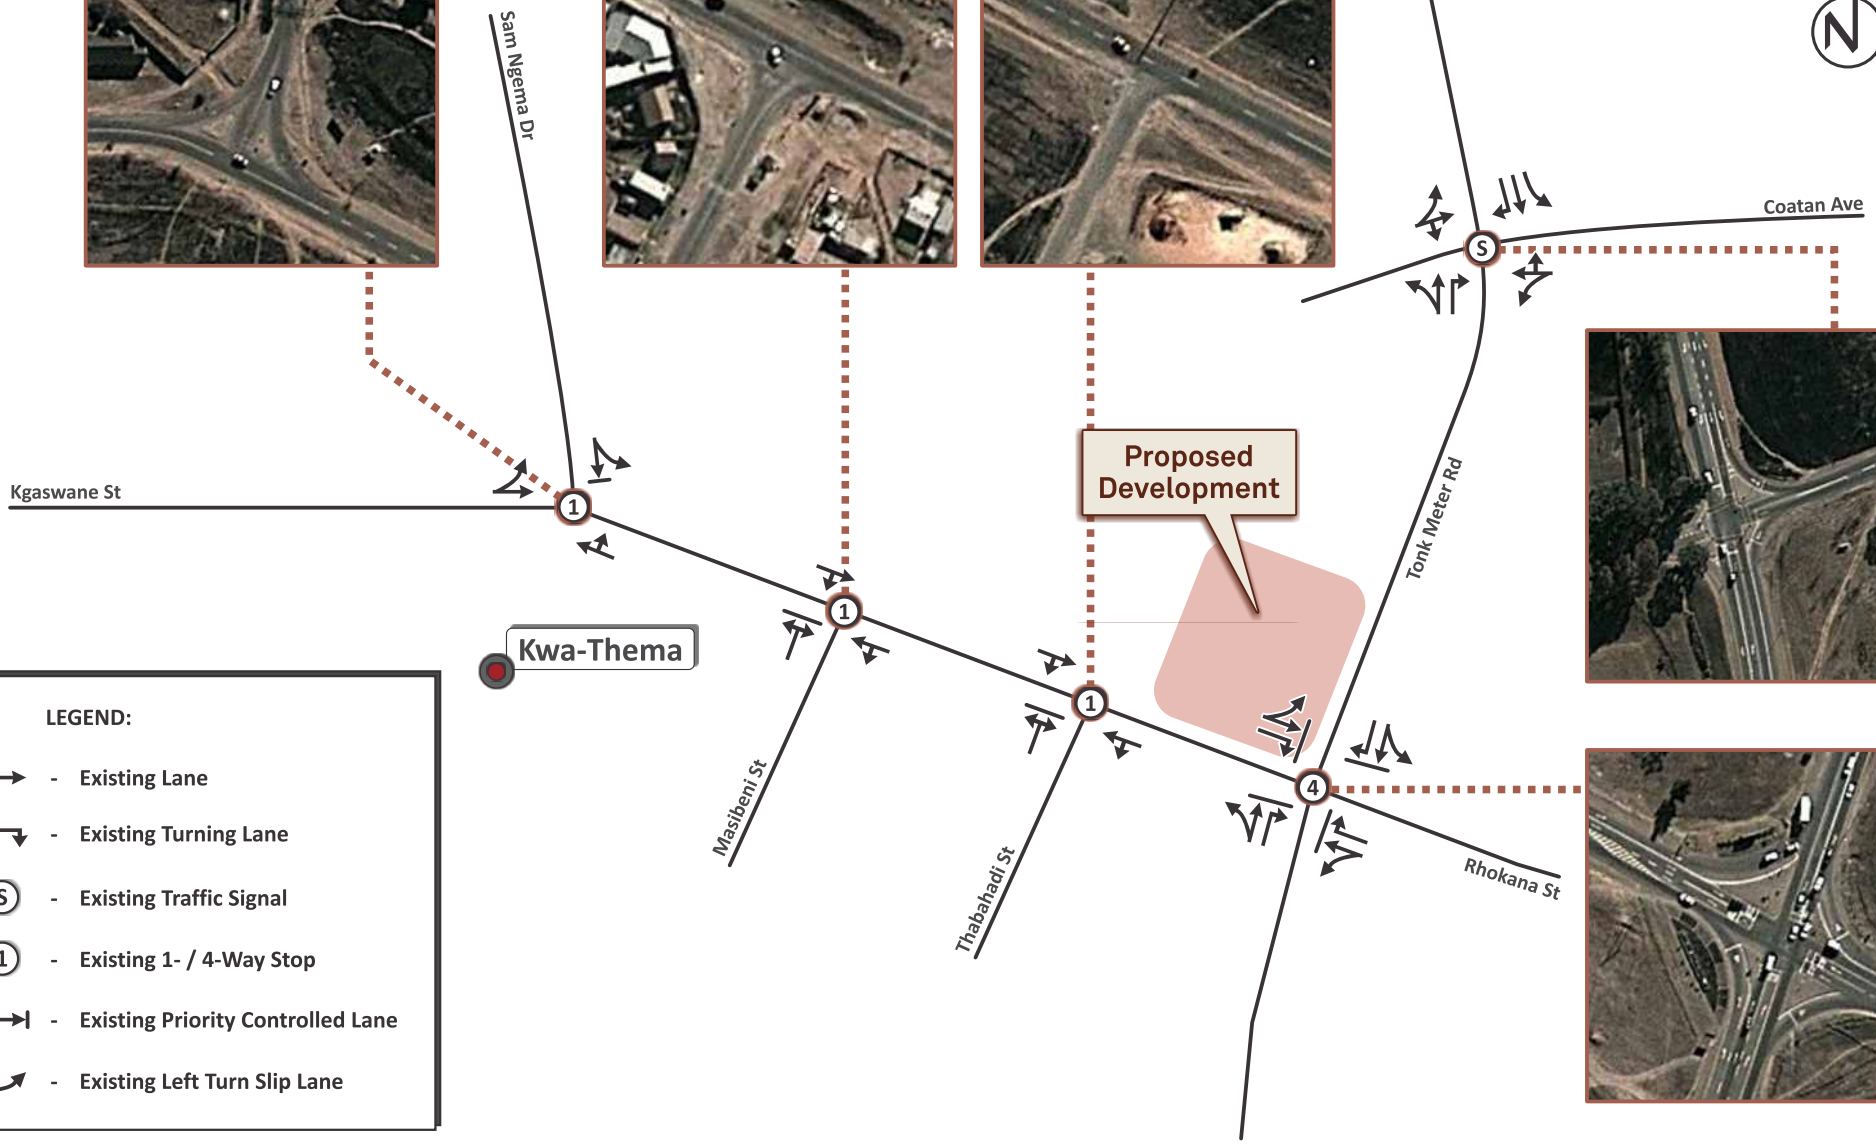 Sam Ngema Dr
N
Coatan Ave
S
Proposed
Development
Kgaswane St
1
Tonk Meter Rd
1
Kwa-Thema
1
4
Masibeni St
Thabahadi St
Rhokana St
LEGEND:
- Existing Lane
- Existing Turning Lane
S - Existing Traffic Signal
1 - Existing 1- / 4-Way Stop
- Existing Priority Controlled Lane
- Existing Left Turn Slip Lane